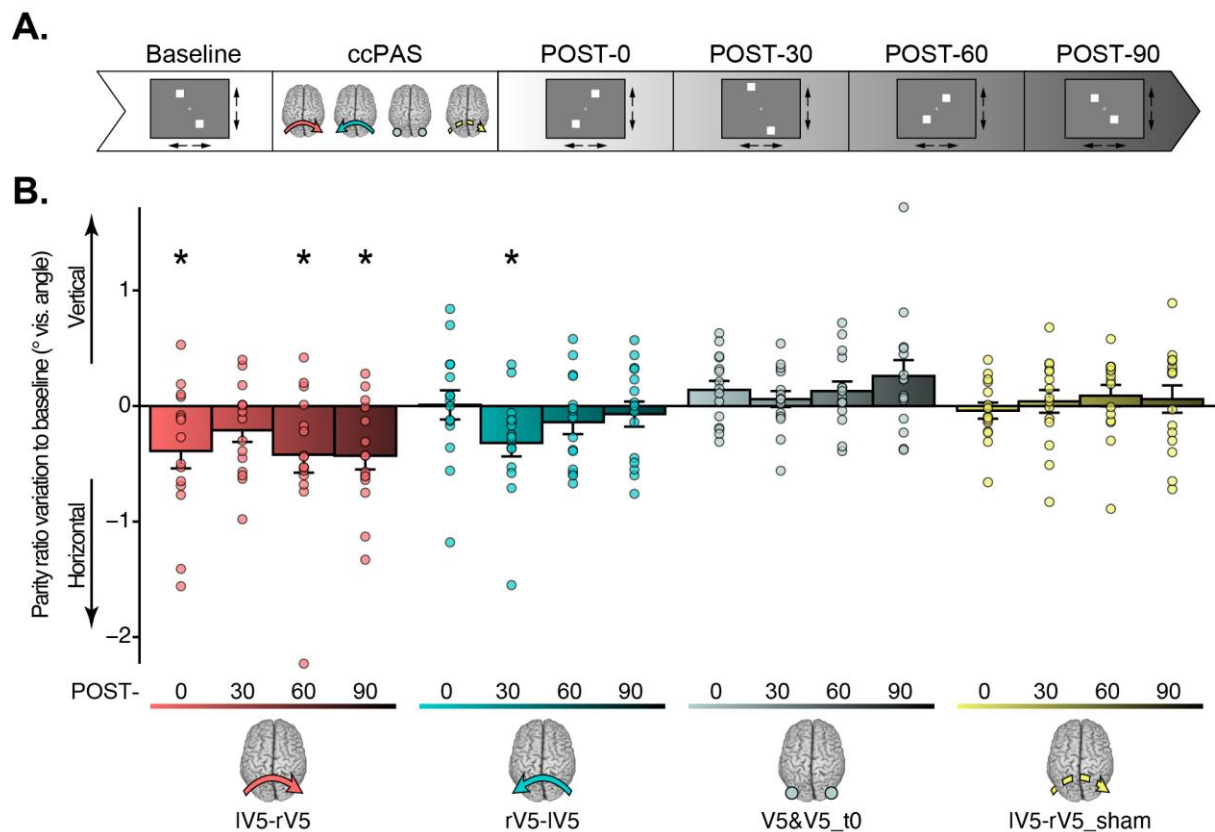 A.
Baseline ccPAS POST-0 POST-30 POST-60 POST-90
B.
Parity ratio variation to baseline (° vis. angle)
Vertical
Horizontal
1
0
−1
−2
* * * *
POST- 0 30 60 90 0 30 60 90 0 30 60 90 0 30 60 90
lV5-rV5 rV5-lV5 V5&V5_t0 lV5-rV5_sham